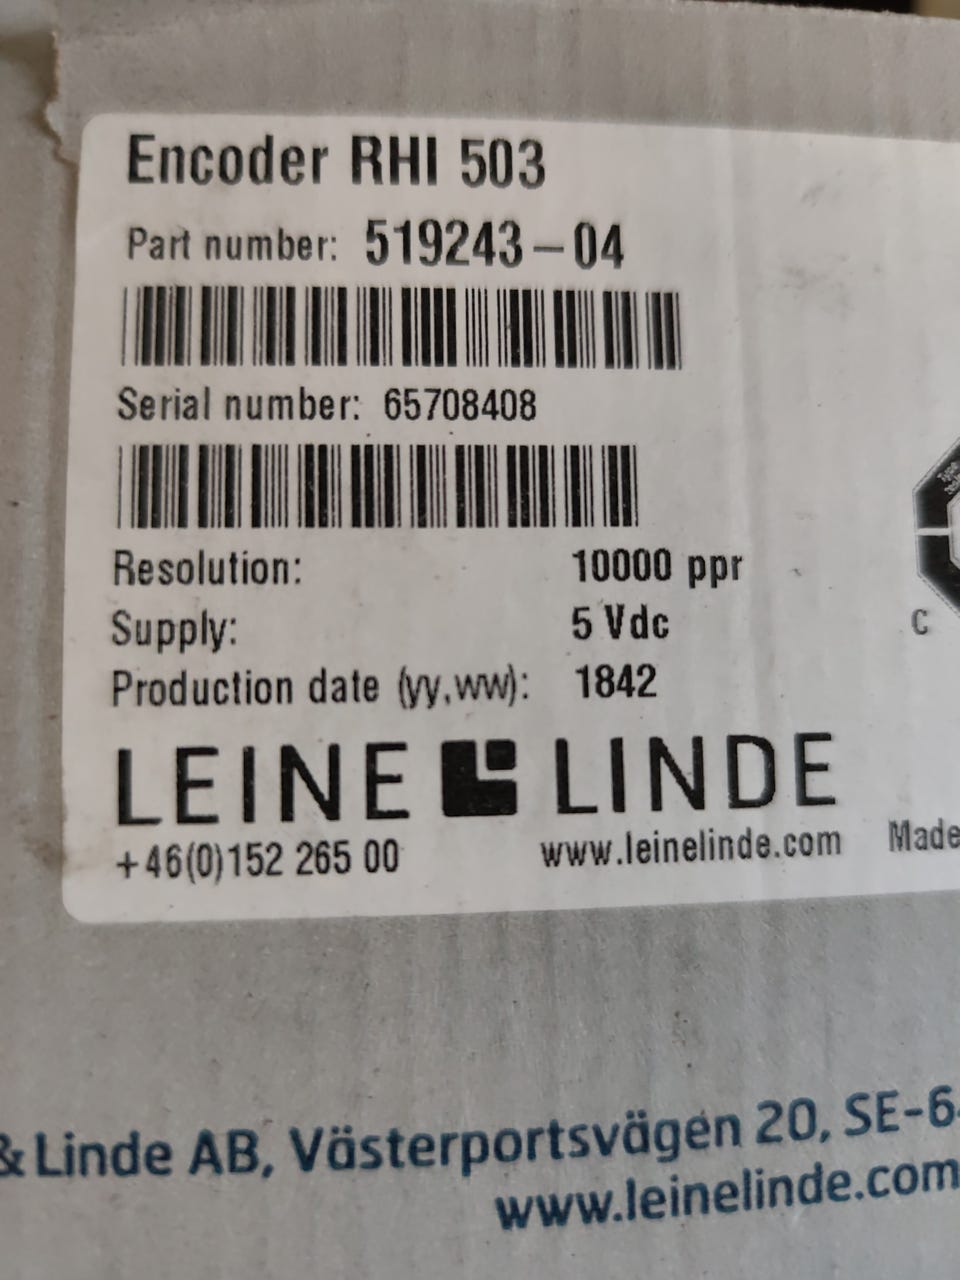 Encoder RHI 503
Part number: 519243-04
Serial number: 65708408
Resolution: 10000 ppr
Supply: 5 Vdc
Production date (yy,ww): 1842
LEINE LINDE
+46(0)152 265 00 www.leinelinde.com Made
C
& Linde AB, Västerportsvägen 20, SE-6
www.leinelinde.com